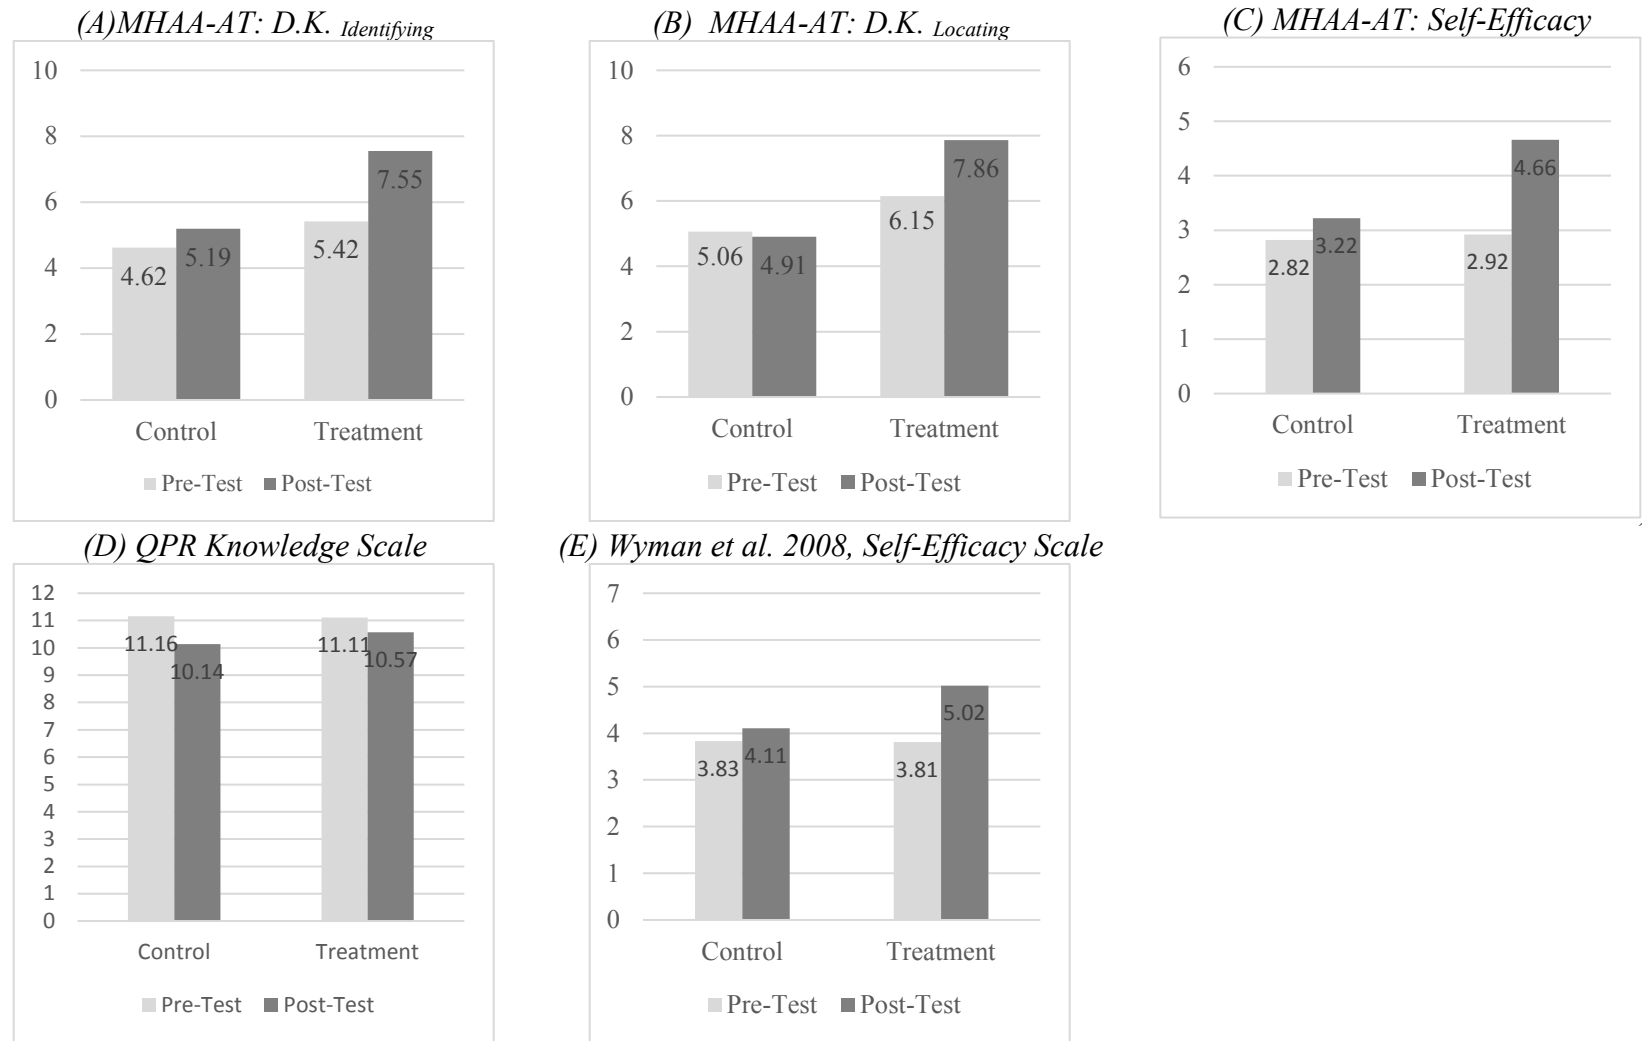 (A)MHAA-AT: D.K. Identifying
10
8
6
4
2
0
4.62
5.19
5.42
7.55
Control
Treatment
Pre-Test
Post-Test
(B) MHAA-AT: D.K. Locating
10
8
6
4
2
0
5.06
4.91
6.15
7.86
Control
Treatment
Pre-Test
Post-Test
(C) MHAA-AT: Self-Efficacy
6
5
4
3
2
1
0
2.82
3.22
2.92
4.66
Control
Treatment
Pre-Test
Post-Test
(D) QPR Knowledge Scale
12
11
10
9
8
7
6
5
4
3
2
1
0
11.16
10.14
11.11
10.57
Control
Treatment
Pre-Test
Post-Test
(E) Wyman et al. 2008, Self-Efficacy Scale
7
6
5
4
3
2
1
0
3.83
4.11
3.81
5.02
Control
Treatment
Pre-Test
Post-Test